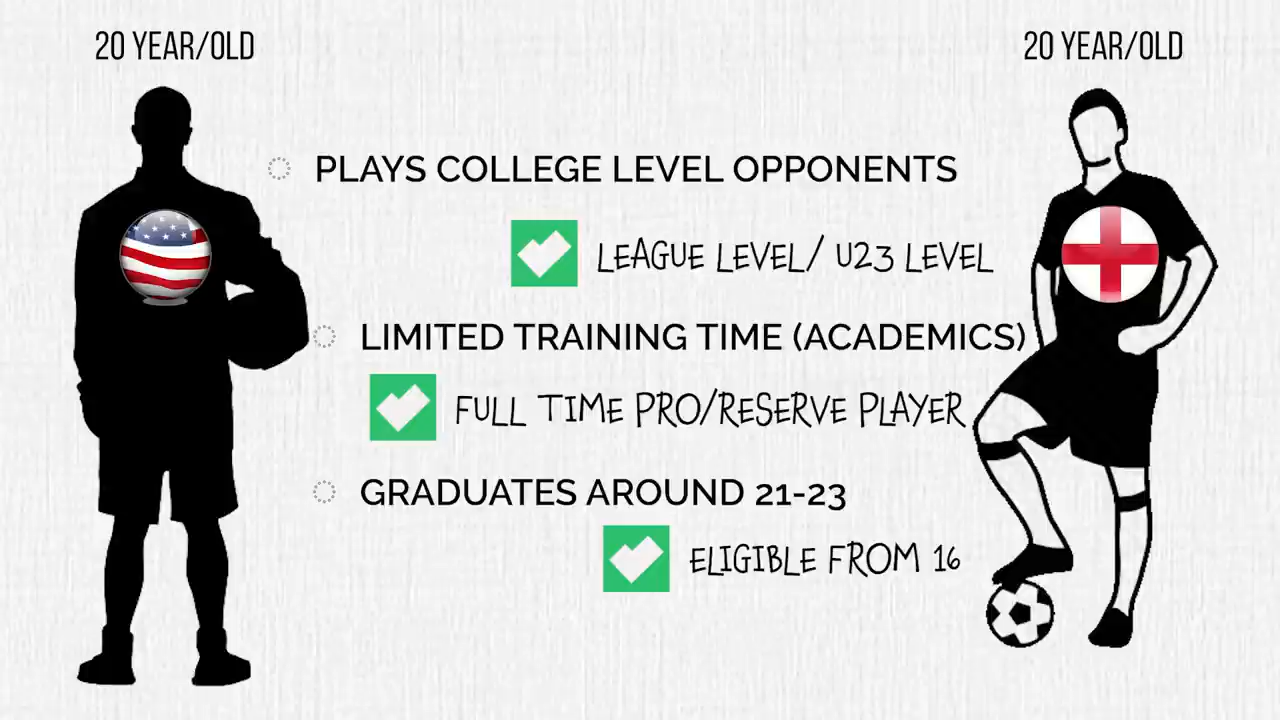 20 YEAR/OLD
20 YEAR/OLD
PLAYS COLLEGE LEVEL OPPONENTS
LEAGUE LEVEL/ U23 LEVEL
LIMITED TRAINING TIME (ACADEMICS)
FULL TIME PRO/RESERVE PLAYER
GRADUATES AROUND 21-23
ELIGIBLE FROM 16